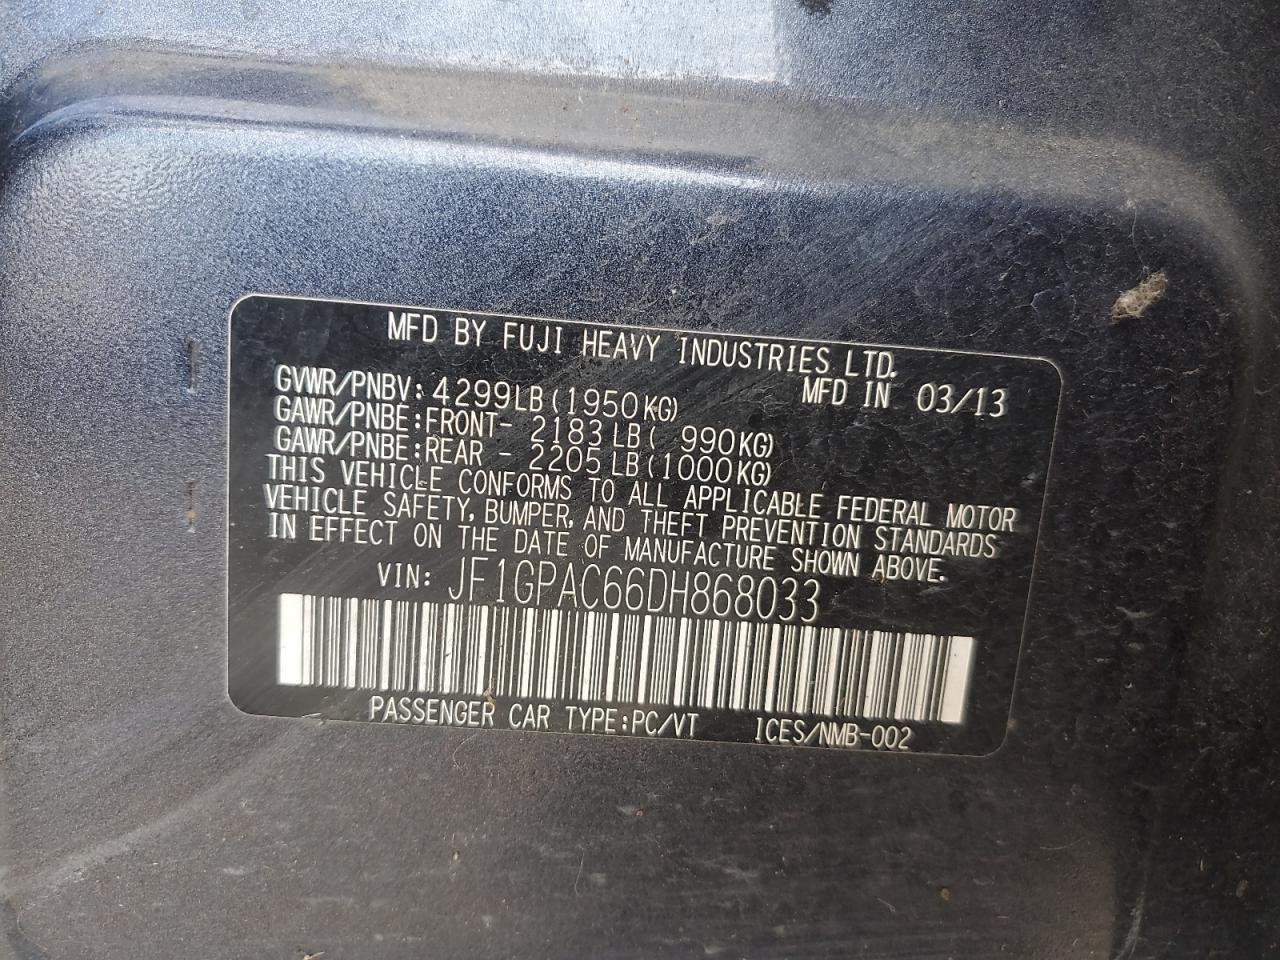 MFD BY FUJI HEAVY INDUSTRIES LTD.
GVWR/PNBV: 4299LB (1950KG) MFD IN 03/13
GAWR/PNBE:FRONT- 2183 LB ( 990KG)
GAWR/PNBE:REAR - 2205 LB (1000KG)
THIS VEHICLE CONFORMS TO ALL APPLICABLE FEDERAL MOTOR
VEHICLE SAFETY, BUMPER, AND THEFT PREVENTION STANDARDS
IN EFFECT ON THE DATE OF MANUFACTURE SHOWN ABOVE.
VIN: JF1GPAC66DH868033
PASSENGER CAR TYPE:PC/VT ICES/NMB-002